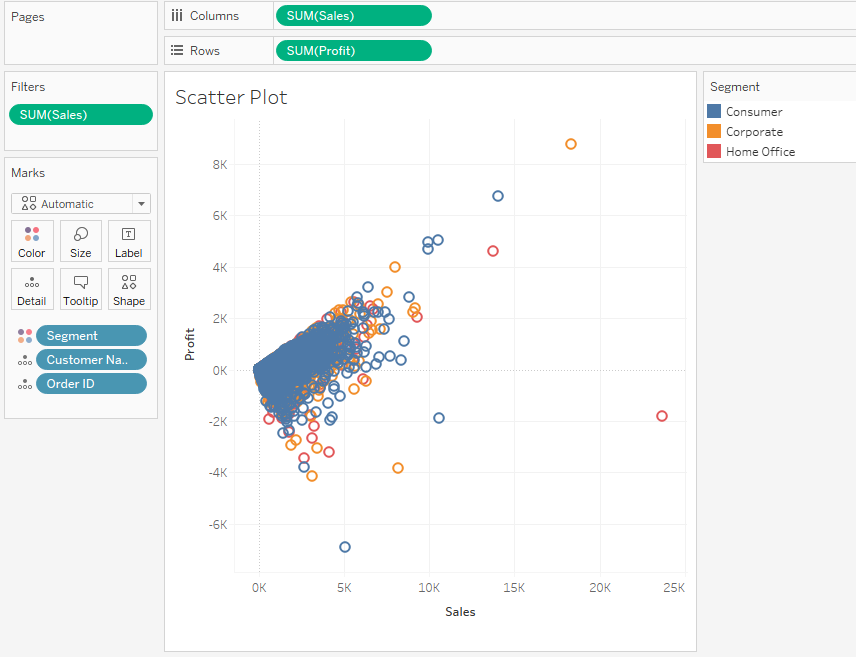 Pages
Columns
SUM(Sales)
Rows
SUM(Profit)
Filters
SUM(Sales)
Marks
Automatic
Color
Size
Label
Detail
Tooltip
Shape
Segment
Customer Na..
Order ID
Scatter Plot
8K
6K
4K
2K
0K
-2K
-4K
-6K
Profit
0K 5K 10K 15K 20K 25K
Sales
Segment
Consumer
Corporate
Home Office